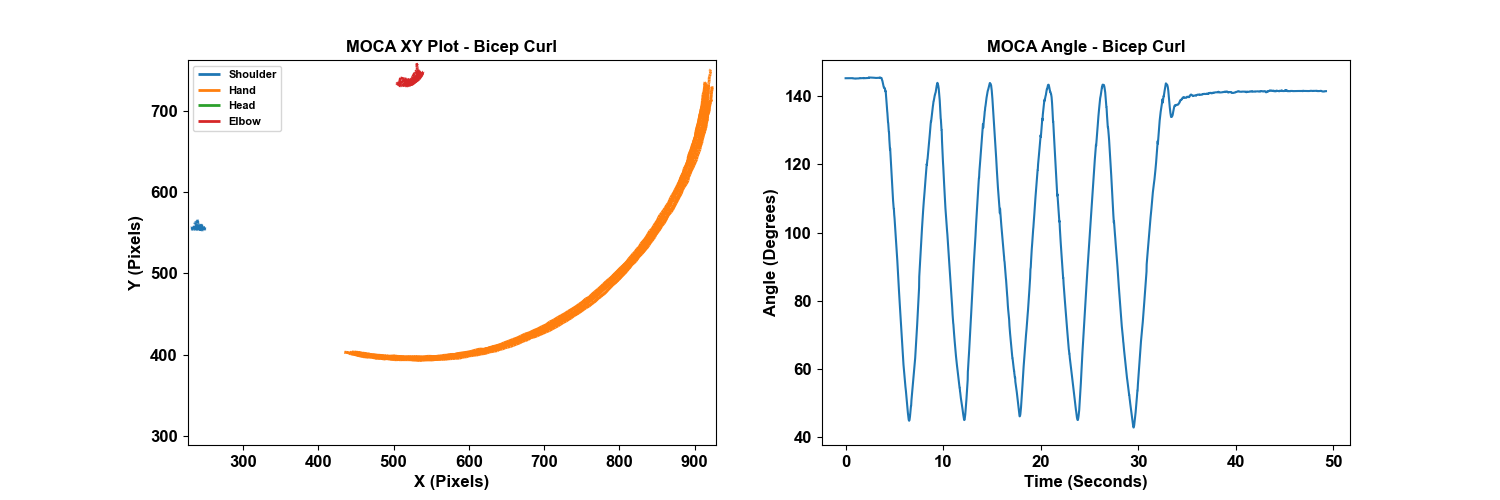 MOCA XY Plot - Bicep Curl
Shoulder
Hand
Head
Elbow
700
600
500
400
300
Y (Pixels)
300 400 500 600 700 800 900
X (Pixels)
MOCA Angle - Bicep Curl
140
120
100
80
60
40
Angle (Degrees)
0 10 20 30 40 50
Time (Seconds)